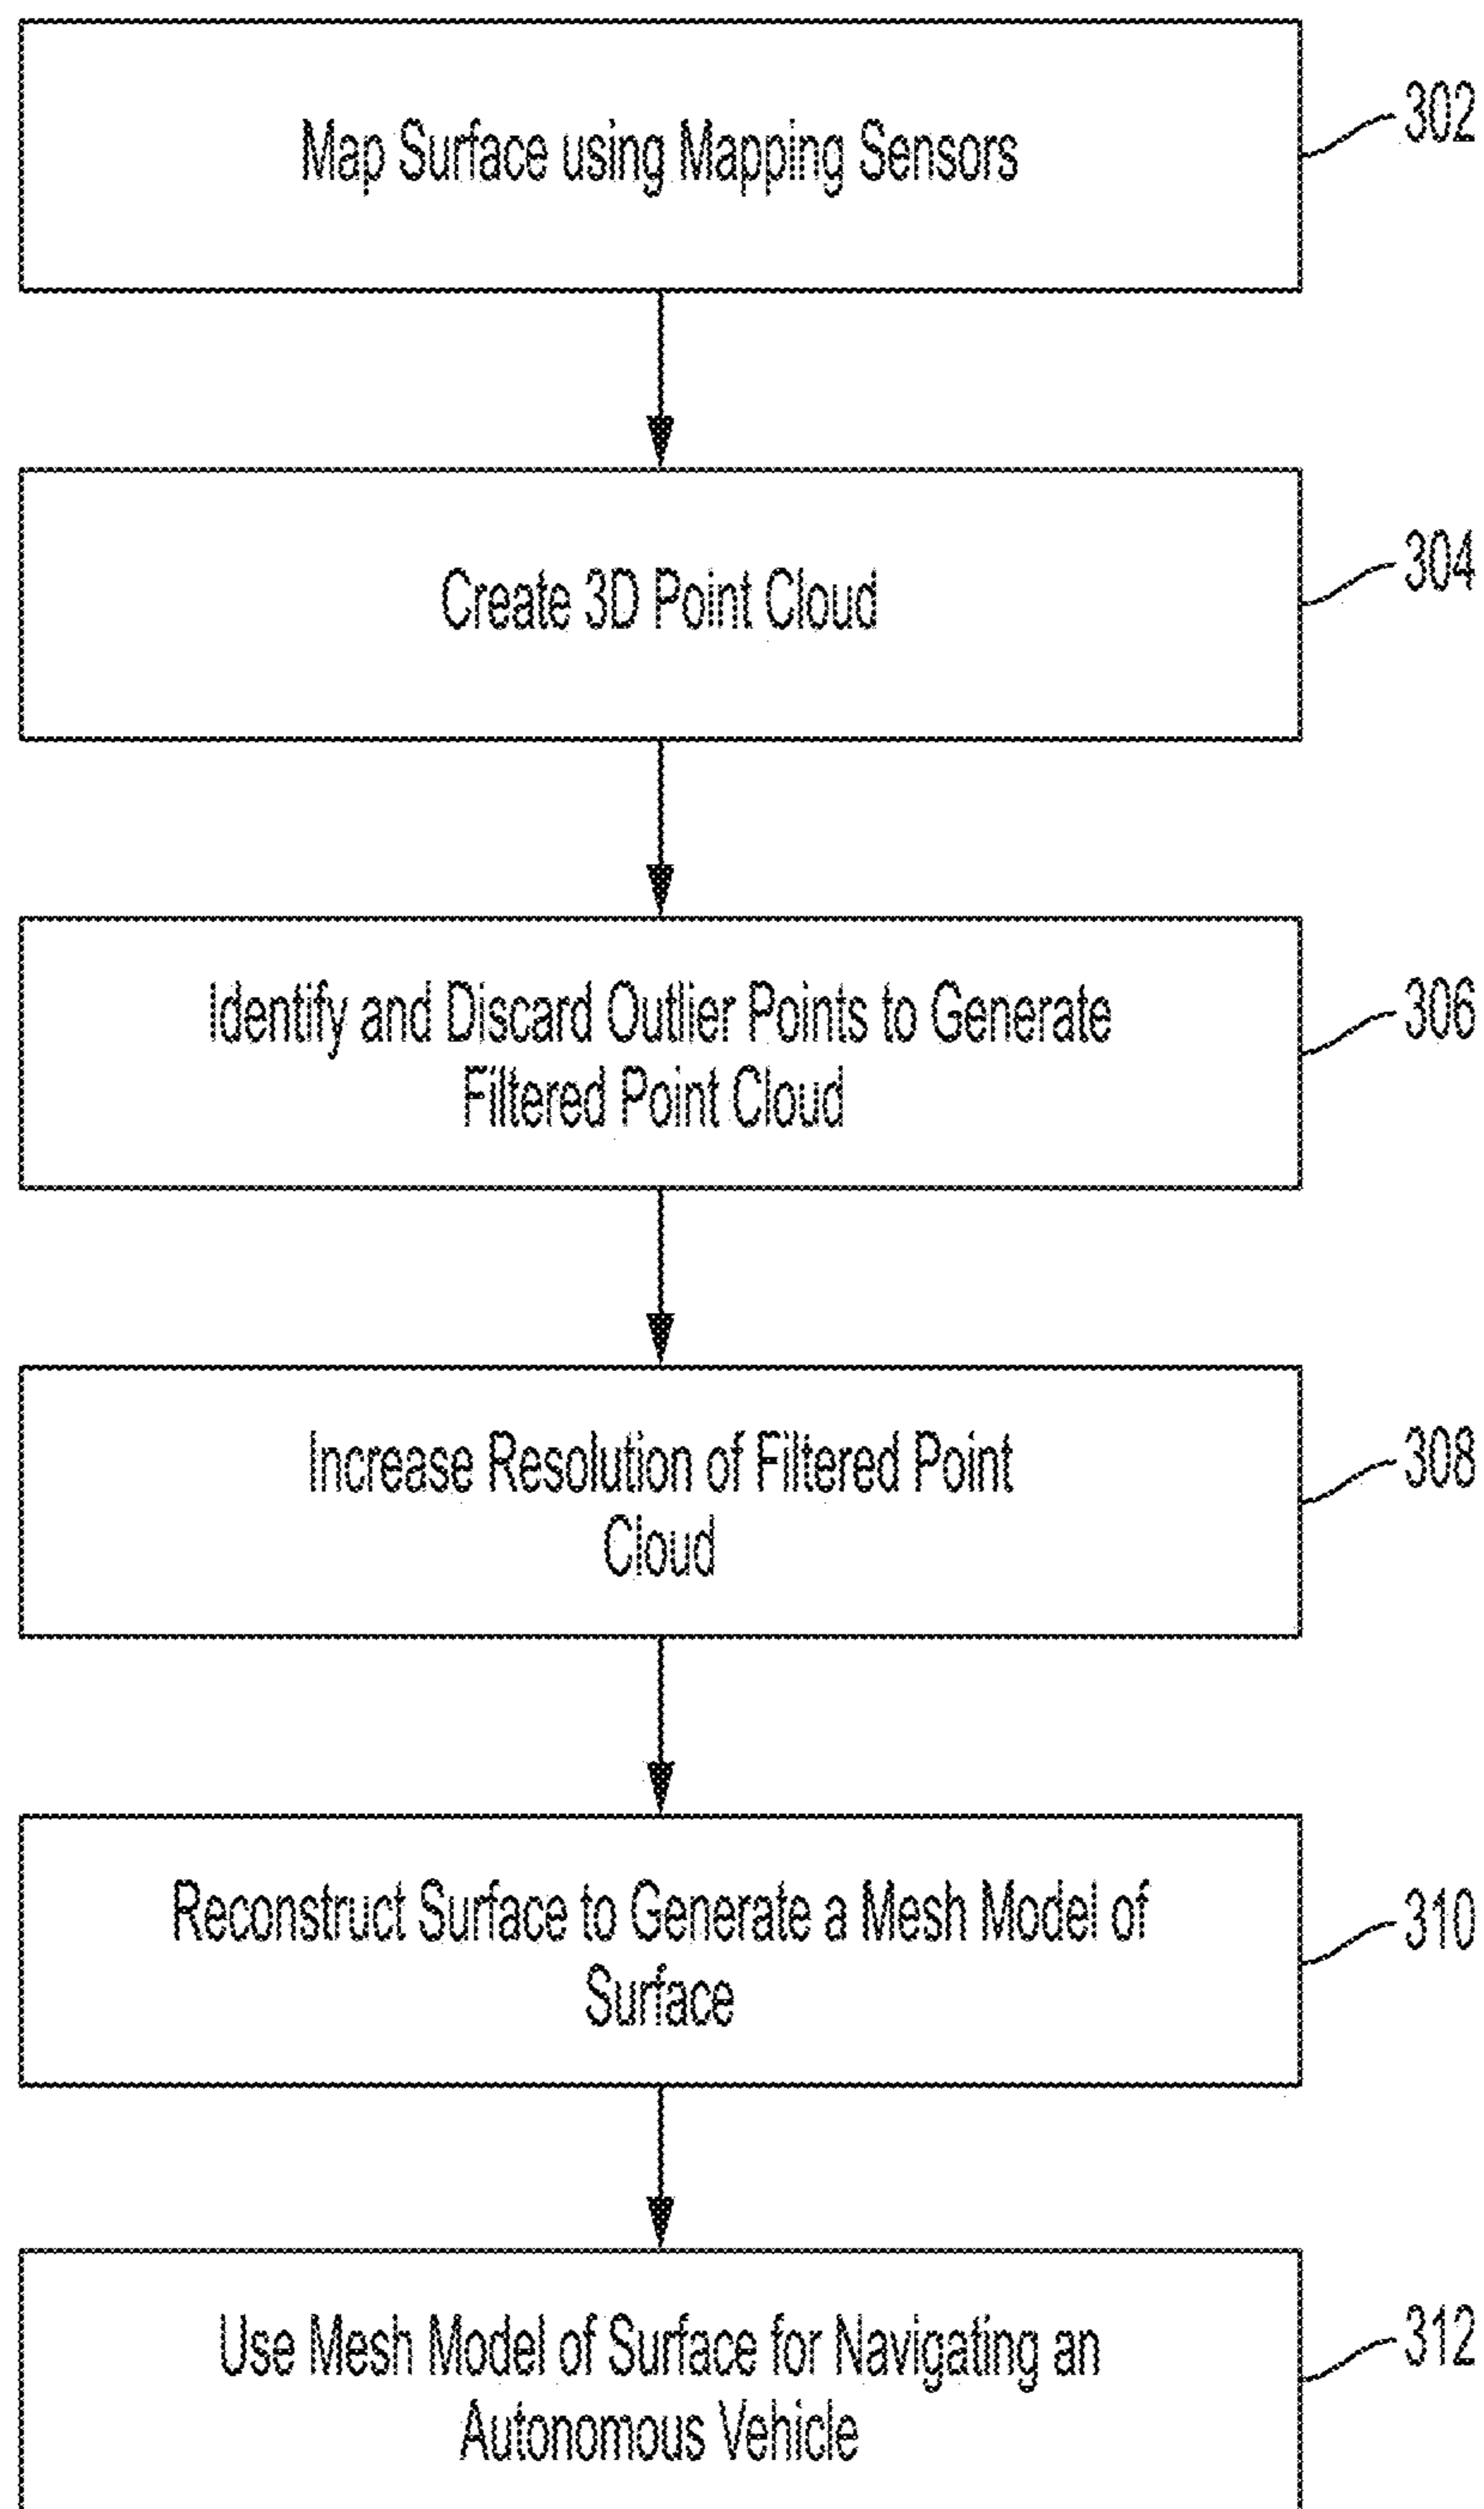 Map Surface using Mapping Sensors
302
Create 3D Point Cloud
304
Identify and Discard Outlier Points to Generate
Filtered Point Cloud
306
Increase Resolution of Filtered Point
Cloud
308
Reconstruct Surface to Generate a Mesh Model of
Surface
310
Use Mesh Model of Surface for Navigating an
Autonomous Vehicle
312